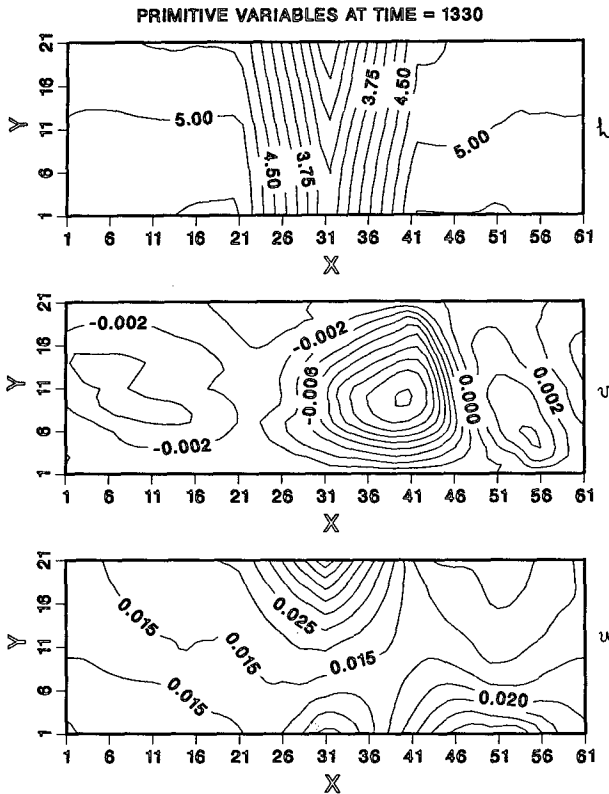 PRIMITIVE VARIABLES AT TIME = 1330
21
16
11
6
1
Y
5.00
4.50
3.75
3.75
4.50
5.00
h
1 6 11 16 21 26 31 36 41 46 51 56 61
X
21
16
11
6
1
Y
-0.002
-0.002
-0.002
-0.006
0.000
0.002
v
1 6 11 16 21 26 31 36 41 46 51 56 61
X
21
16
11
6
1
Y
0.015
0.015
0.015
0.025
0.015
0.020
u
1 6 11 16 21 26 31 36 41 46 51 56 61
X